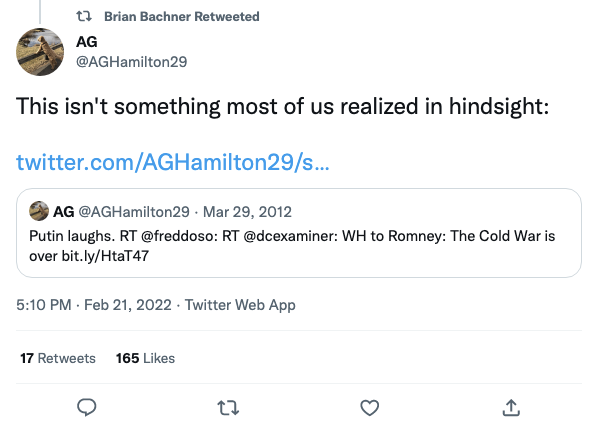 Brian Bachner Retweeted
AG
@AGHamilton29
This isn't something most of us realized in hindsight:
twitter.com/AGHamilton29/s...
AG @AGHamilton29 · Mar 29, 2012
Putin laughs. RT @freddoso: RT @dcexaminer: WH to Romney: The Cold War is
over bit.ly/HtaT47
5:10 PM · Feb 21, 2022 · Twitter Web App
17 Retweets 165 Likes